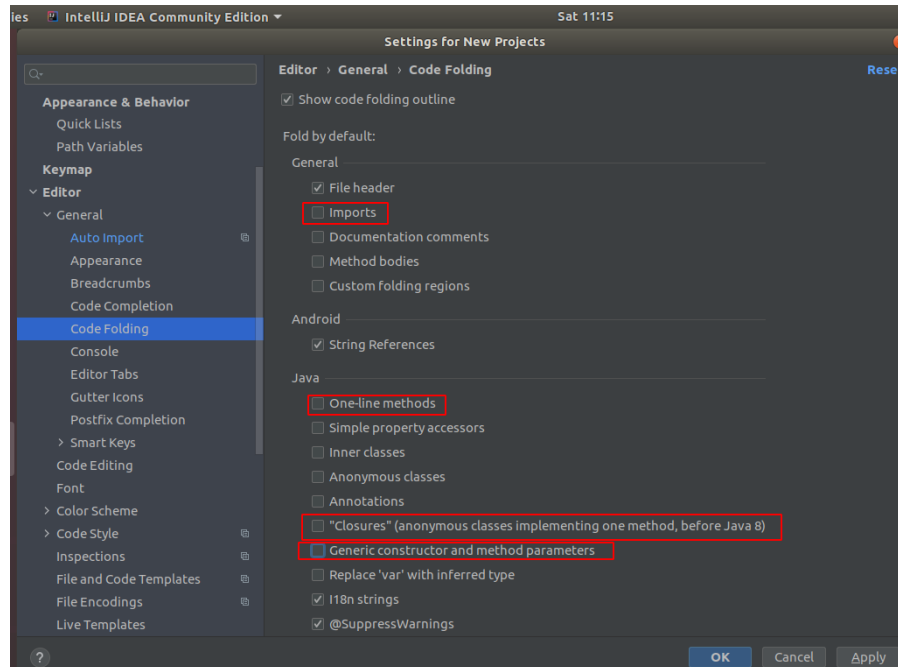 ies IntelliJ IDEA Community Edition Sat 11:15
Settings for New Projects
Editor › General › Code Folding Rese
Appearance & Behavior
Quick Lists
Path Variables
Keymap
Editor
General
Auto Import
Appearance
Breadcrumbs
Code Completion
Code Folding
Console
Editor Tabs
Gutter Icons
Postfix Completion
Smart Keys
Code Editing
Font
Color Scheme
Code Style
Inspections
File and Code Templates
File Encodings
Live Templates
Show code folding outline
Fold by default:
General
File header
Imports
Documentation comments
Method bodies
Custom folding regions
Android
String References
Java
One-line methods
Simple property accessors
Inner classes
Anonymous classes
Annotations
"Closures" (anonymous classes implementing one method, before Java 8)
Generic constructor and method parameters
Replace 'var' with inferred type
I18n strings
@SuppressWarnings
? OK Cancel Apply